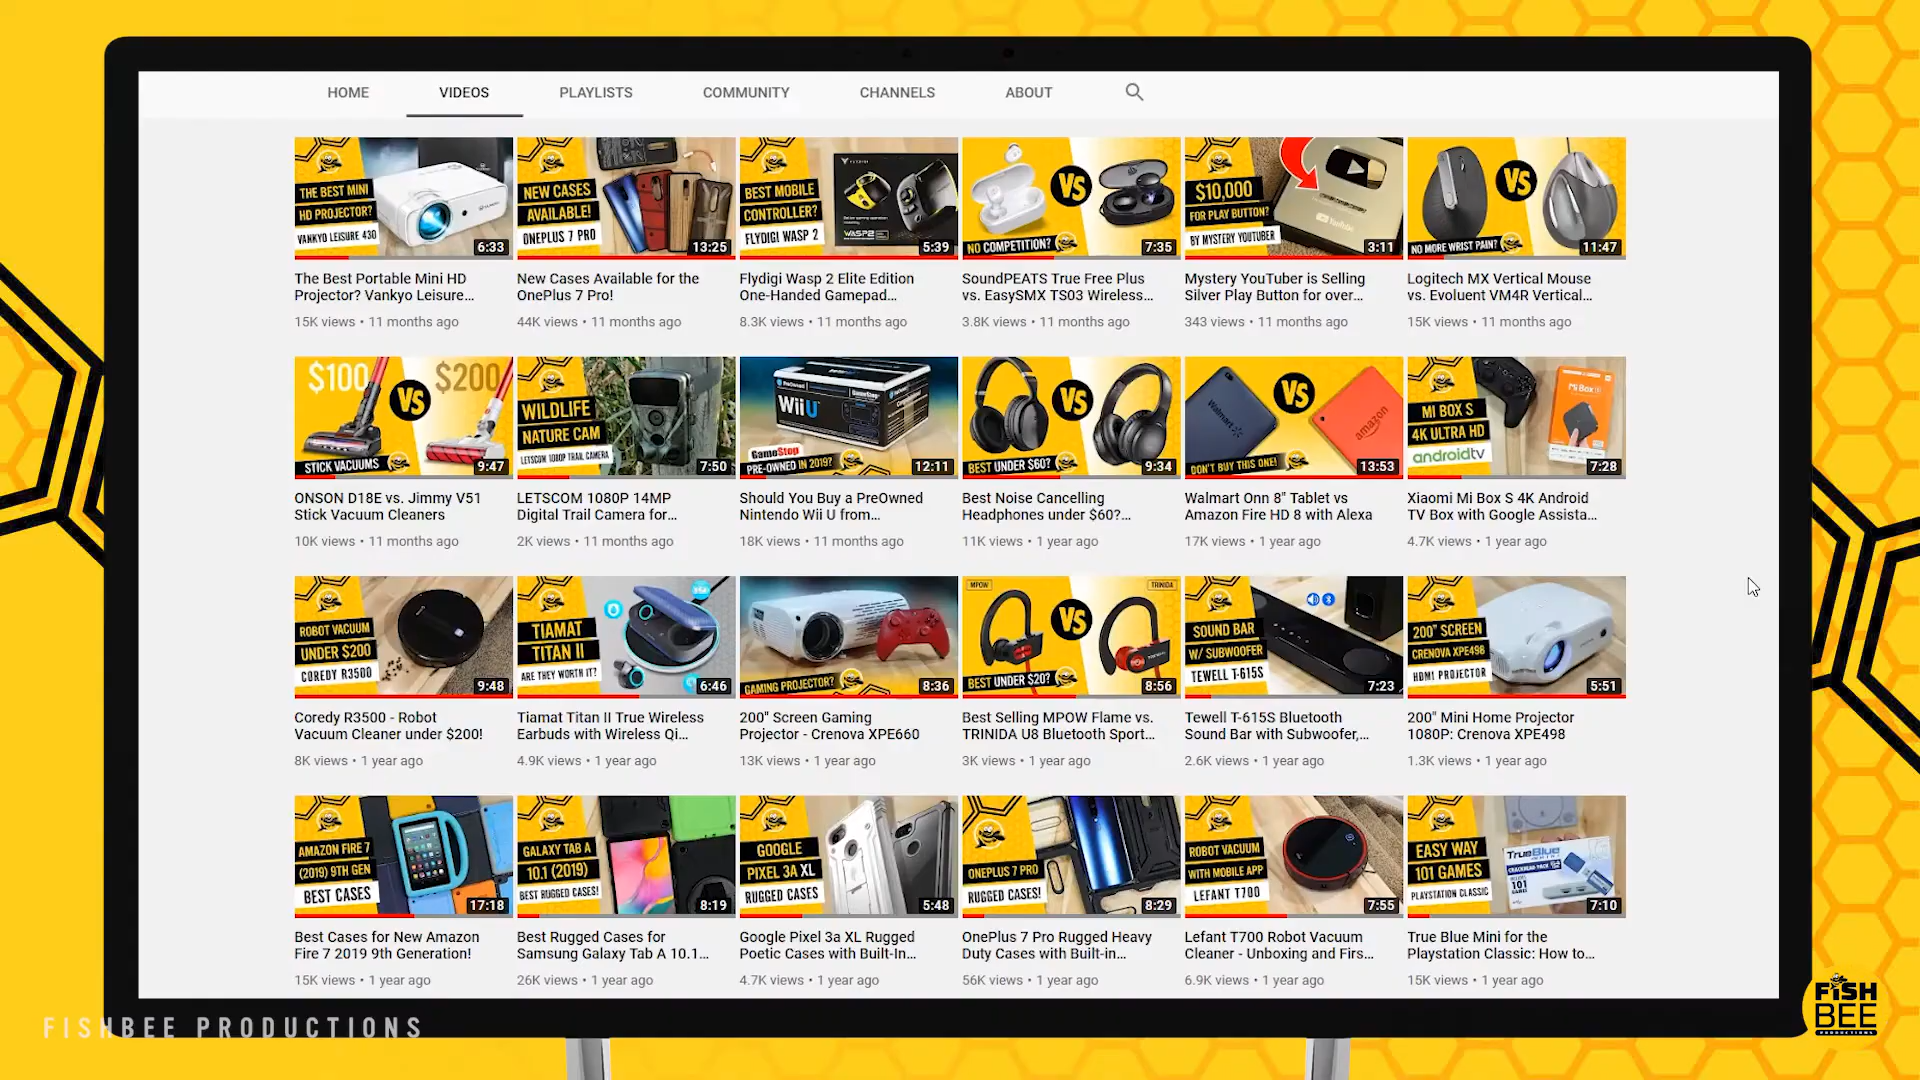 HOME
VIDEOS
PLAYLISTS
COMMUNITY
CHANNELS
ABOUT
THE BEST MINI
HD PROJECTOR?
VANKYO LEISURE 430
6:33
NEW CASES
AVAILABLE!
ONEPLUS 7 PRO
13:25
BEST MOBILE
CONTROLLER?
FLYDIGI WASP 2
WASP2
5:39
VS
NO COMPETITION?
7:35
$10,000
FOR PLAY BUTTON?
BY MYSTERY YOUTUBER
YouTube
3:11
VS
NO MORE WRIST PAIN?
11:47
The Best Portable Mini HD
Projector? Vankyo Leisure...
15K views • 11 months ago
New Cases Available for the
OnePlus 7 Pro!
44K views • 11 months ago
Flydigi Wasp 2 Elite Edition
One-Handed Gamepad...
8.3K views • 11 months ago
SoundPEATS True Free Plus
vs. EasySMX TS03 Wireless...
3.8K views • 11 months ago
Mystery YouTuber is Selling
Silver Play Button for over...
343 views • 11 months ago
Logitech MX Vertical Mouse
vs. Evoluent VM4R Vertical...
15K views • 11 months ago
$100
VS
$200
STICK VACUUMS
9:47
WILDLIFE
NATURE CAM
LETSCOM 1080P TRAIL CAMERA
7:50
PreOwned
GameStop
WiiU
GameStop
PRE-OWNED IN 2019?
12:11
VS
BEST UNDER $60?
9:34
Walmart
VS
amazon
DON'T BUY THIS ONE!
13:53
MI BOX S
4K ULTRA HD
androidtv
Mi Box S
7:28
ONSON D18E vs. Jimmy V51
Stick Vacuum Cleaners
10K views • 11 months ago
LETSCOM 1080P 14MP
Digital Trail Camera for...
2K views • 11 months ago
Should You Buy a PreOwned
Nintendo Wii U from...
18K views • 11 months ago
Best Noise Cancelling
Headphones under $60?...
11K views • 1 year ago
Walmart Onn 8" Tablet vs
Amazon Fire HD 8 with Alexa
17K views • 1 year ago
Xiaomi Mi Box S 4K Android
TV Box with Google Assista...
4.7K views • 1 year ago
ROBOT VACUUM
UNDER $200
COREDY R3500
9:48
TIAMAT
TITAN II
ARE THEY WORTH IT?
6:46
GAMING PROJECTOR?
8:36
MPOW
VS
TRINIDA
BEST UNDER $20?
8:56
SOUND BAR
W/ SUBWOOFER
TEWELL T-615S
7:23
200" SCREEN
CRENOVA XPE498
HDMI PROJECTOR
5:51
Coredy R3500 - Robot
Vacuum Cleaner under $200!
8K views • 1 year ago
Tiamat Titan II True Wireless
Earbuds with Wireless Qi...
4.9K views • 1 year ago
200" Screen Gaming
Projector - Crenova XPE660
13K views • 1 year ago
Best Selling MPOW Flame vs.
TRINIDA U8 Bluetooth Sport...
3K views • 1 year ago
Tewell T-615S Bluetooth
Sound Bar with Subwoofer,...
2.6K views • 1 year ago
200" Mini Home Projector
1080P: Crenova XPE498
1.3K views • 1 year ago
AMAZON FIRE 7
(2019) 9TH GEN
BEST CASES
17:18
GALAXY TAB A
10.1 (2019)
BEST RUGGED CASES!
8:19
GOOGLE
PIXEL 3A XL
RUGGED CASES
5:48
ONEPLUS 7 PRO
RUGGED CASES!
8:29
ROBOT VACUUM
WITH MOBILE APP
LEFANT T700
7:55
EASY WAY
101 GAMES
PLAYSTATION CLASSIC
TrueBlue
101
7:10
Best Cases for New Amazon
Fire 7 2019 9th Generation!
15K views • 1 year ago
Best Rugged Cases for
Samsung Galaxy Tab A 10.1...
26K views • 1 year ago
Google Pixel 3a XL Rugged
Poetic Cases with Built-In...
4.7K views • 1 year ago
OnePlus 7 Pro Rugged Heavy
Duty Cases with Built-in...
56K views • 1 year ago
Lefant T700 Robot Vacuum
Cleaner - Unboxing and Firs...
6.9K views • 1 year ago
True Blue Mini for the
Playstation Classic: How to...
15K views • 1 year ago
FISHBEE PRODUCTIONS
FISH
BEE
PRODUCTIONS